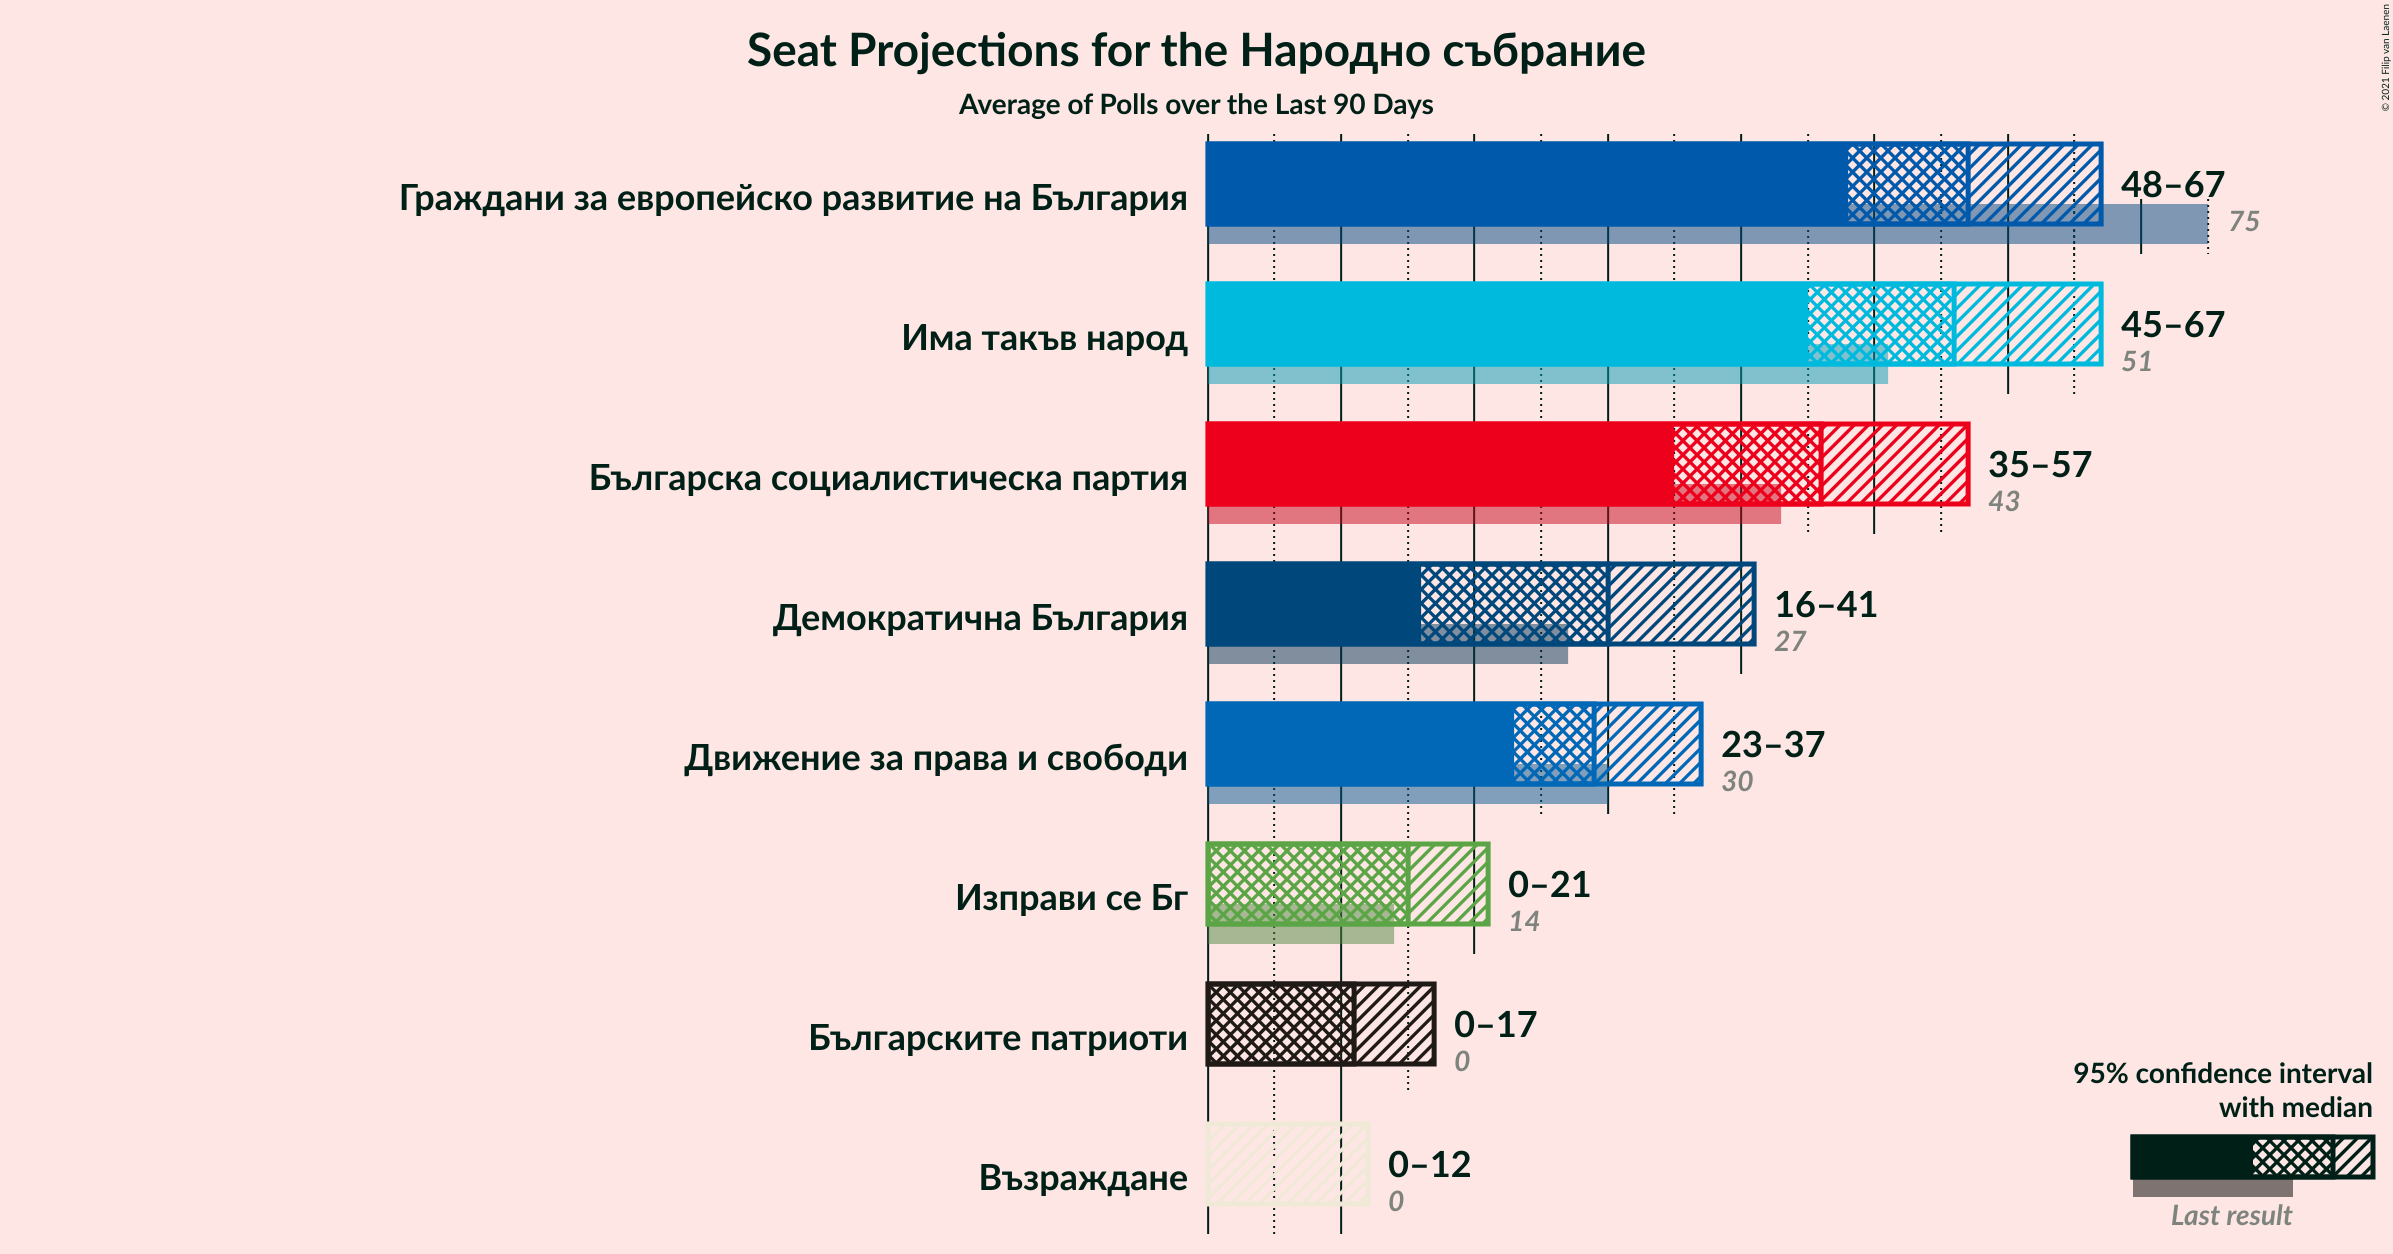 Seat Projections for the Народно събрание
Average of Polls over the Last 90 Days
© 2021 Filip van Laenen
Граждани за европейско развитие на България
48–67
75
Има такъв народ
45–67
51
Българска социалистическа партия
35–57
43
Демократична България
16–41
27
Движение за права и свободи
23–37
30
Изправи се Бг
0–21
14
Българските патриоти
0–17
0
Възраждане
0–12
0
95% confidence interval
with median
Last result